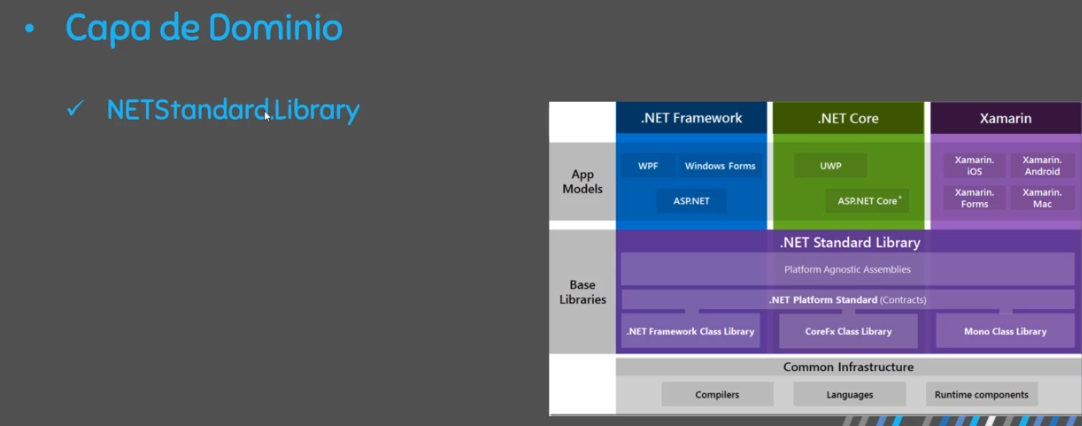 Capa de Dominio
NETStandard.Library
.NET Framework
.NET Core
Xamarin
App Models
WPF
Windows Forms
ASP.NET
UWP
ASP.NET Core*
Xamarin. iOS
Xamarin. Android
Xamarin. Forms
Xamarin. Mac
Base Libraries
.NET Standard Library
Platform Agnostic Assemblies
.NET Platform Standard (Contracts)
.NET Framework Class Library
CoreFx Class Library
Mono Class Library
Common Infrastructure
Compilers
Languages
Runtime components